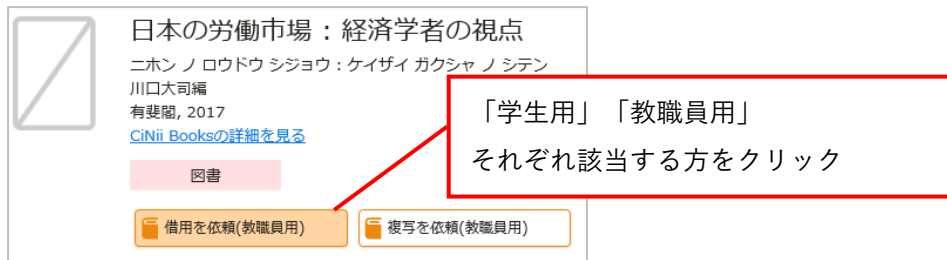 日本の労働市場 : 経済学者の視点
ニホン ノ ロウドウ シジョウ : ケイザイ ガクシャ ノ シテン
川口大司編
有斐閣, 2017
CiNii Booksの詳細を見る
図書
「学生用」「教職員用」
それぞれ該当する方をクリック
借用を依頼(教職員用)
複写を依頼(教職員用)